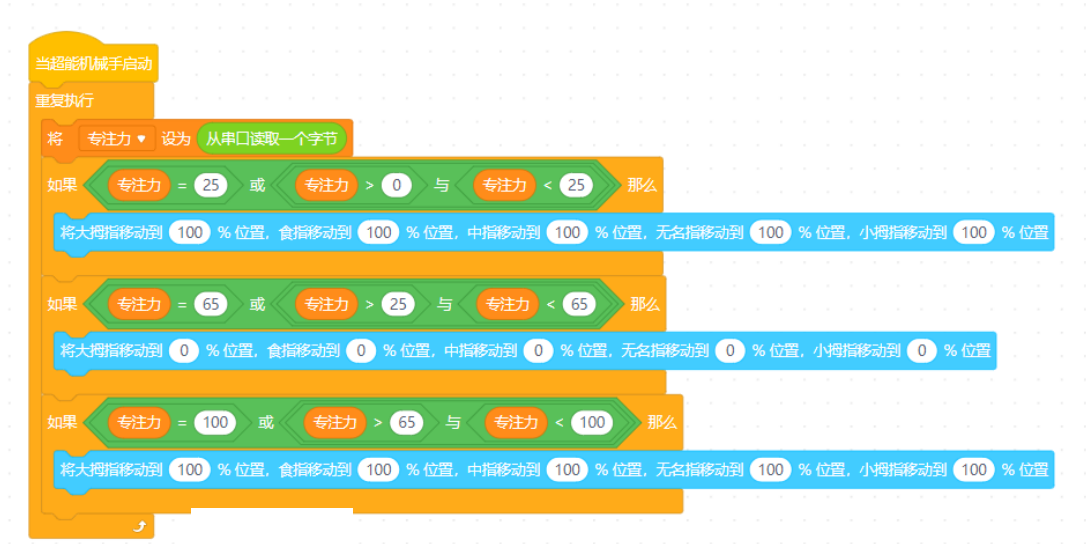 当超能机械手启动
重复执行
将 专注力 设为 从串口读取一个字节
如果 专注力 = 25 或 专注力 > 0 与 专注力 < 25 那么
将大拇指移动到 100 % 位置, 食指移动到 100 % 位置, 中指移动到 100 % 位置, 无名指移动到 100 % 位置, 小拇指移动到 100 % 位置
如果 专注力 = 65 或 专注力 > 25 与 专注力 < 65 那么
将大拇指移动到 0 % 位置, 食指移动到 0 % 位置, 中指移动到 0 % 位置, 无名指移动到 0 % 位置, 小拇指移动到 0 % 位置
如果 专注力 = 100 或 专注力 > 65 与 专注力 < 100 那么
将大拇指移动到 100 % 位置, 食指移动到 100 % 位置, 中指移动到 100 % 位置, 无名指移动到 100 % 位置, 小拇指移动到 100 % 位置